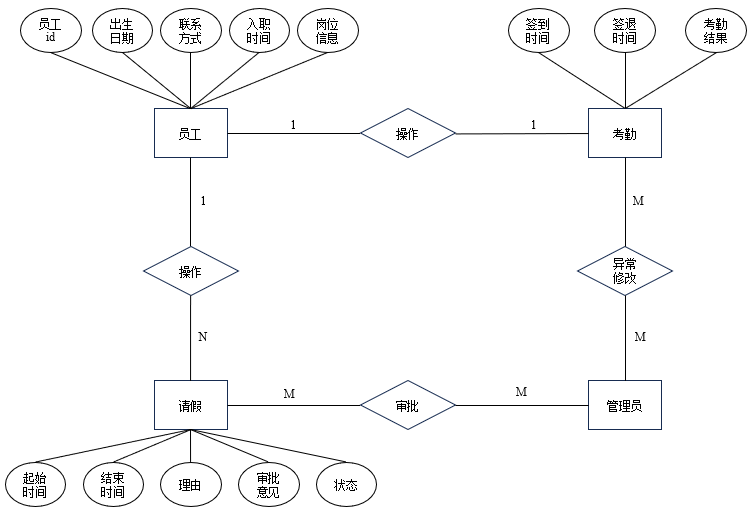 员工
id
出生
日期
联系
方式
入职
时间
岗位
信息
签到
时间
签退
时间
考勤
结果
员工
1
操作
1
考勤
1
M
操作
异常
修改
N
M
请假
M
审批
M
管理员
起始
时间
结束
时间
理由
审批
意见
状态